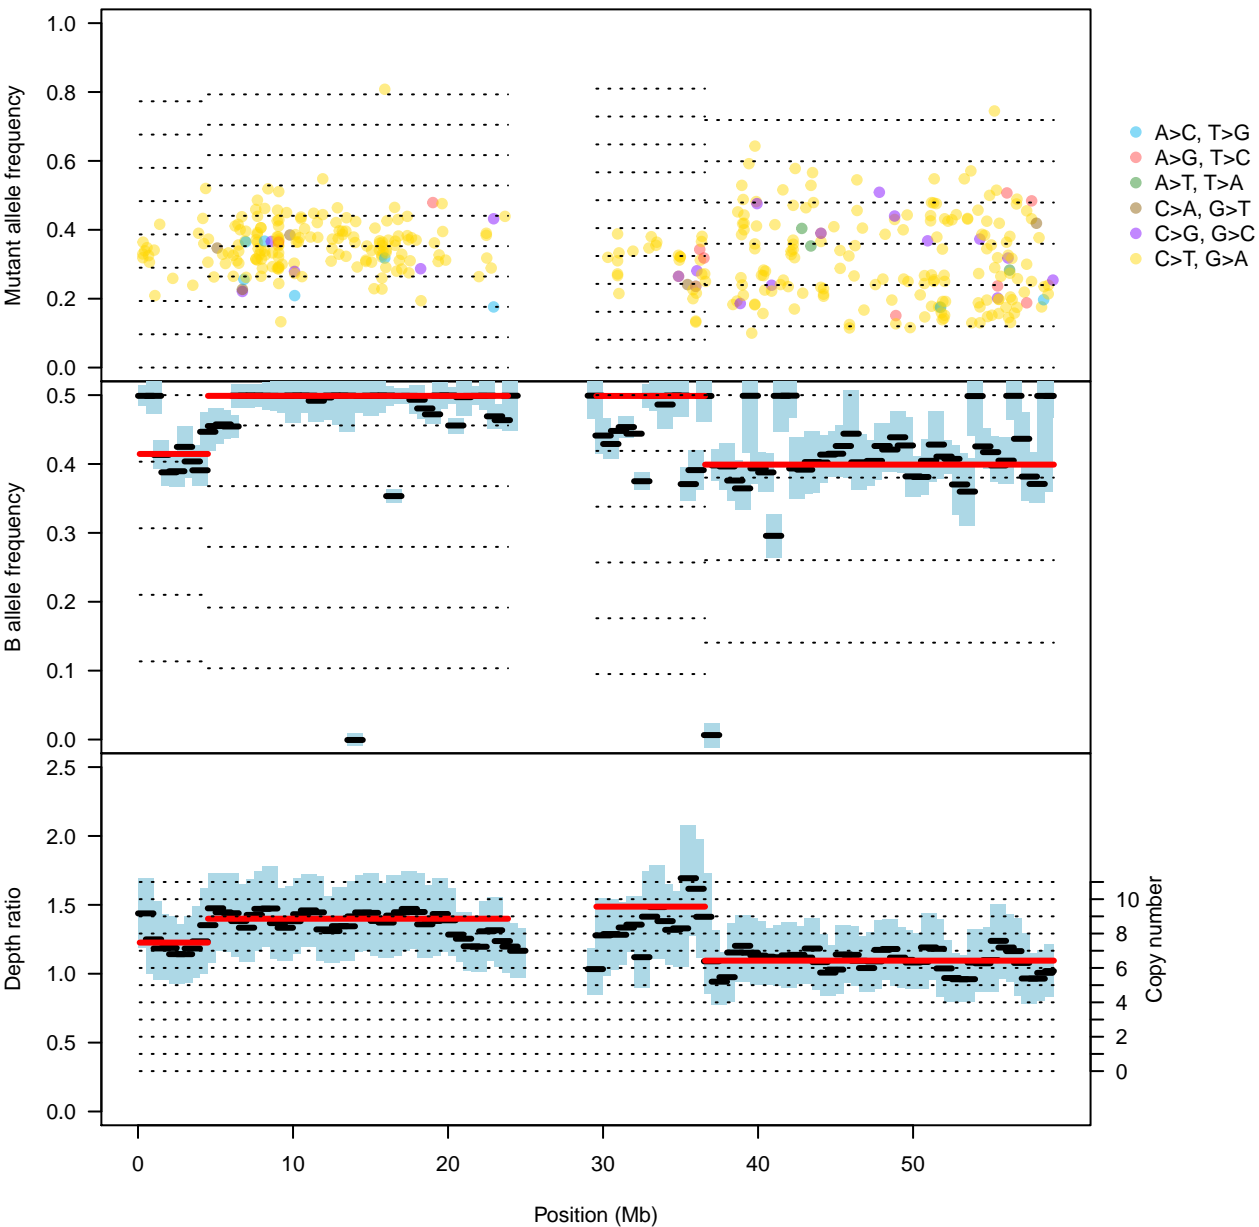 Mutant allele frequency
1.0
0.8
0.6
0.4
0.2
0.0
A>C, T>G
A>G, T>C
A>T, T>A
C>A, G>T
C>G, G>C
C>T, G>A
B allele frequency
0.5
0.4
0.3
0.2
0.1
0.0
Depth ratio
2.5
2.0
1.5
1.0
0.5
0.0
10
8
6
4
2
0
Copy number
0 10 20 30 40 50
Position (Mb)